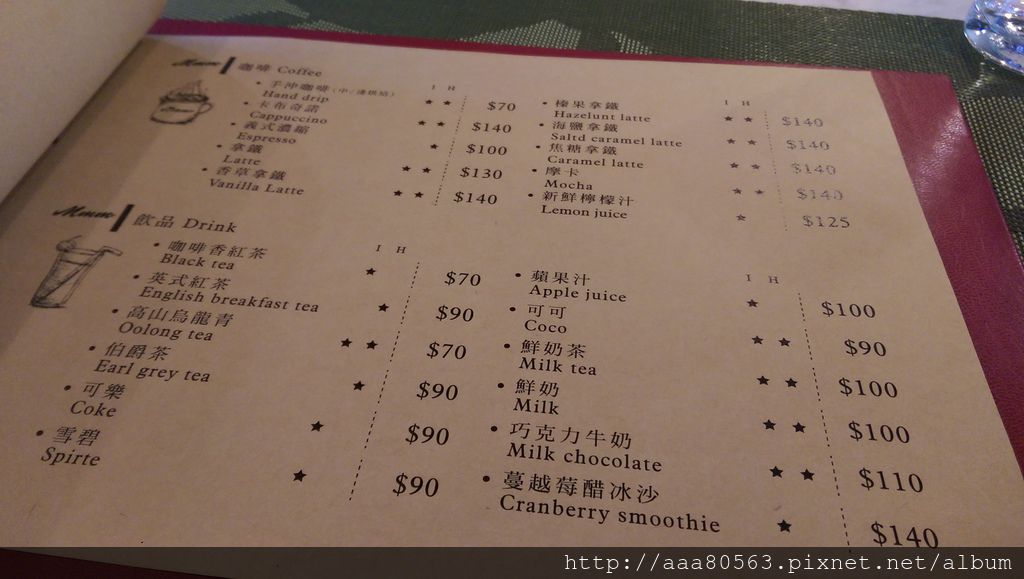 Menu 咖啡 Coffee
I H
• 手沖咖啡 (中/淺烘焙) ★ ★ $70
Hand drip
• 卡布奇諾 ★ ★ $140
Cappuccino
• 義式濃縮 ★ $100
Espresso
• 拿鐵 ★ ★ $130
Latte
• 香草拿鐵 ★ ★ $140
Vanilla Latte
I H
• 榛果拿鐵 ★ ★ $140
Hazelunt latte
• 海鹽拿鐵 ★ ★ $140
Saltd caramel latte
• 焦糖拿鐵 ★ ★ $140
Caramel latte
• 摩卡 ★ ★ $140
Mocha
• 新鮮檸檬汁 ★ $125
Lemon juice
Menu 飲品 Drink
I H
• 咖啡香紅茶 ★ $70
Black tea
• 英式紅茶 ★ $90
English breakfast tea
• 高山烏龍青 ★ ★ $70
Oolong tea
• 伯爵茶 ★ $90
Earl grey tea
• 可樂 ★ $90
Coke
• 雪碧 ★ $90
Spirte
I H
• 蘋果汁 ★ $100
Apple juice
• 可可 ★ ★ $90
Coco
• 鮮奶茶 ★ ★ $100
Milk tea
• 鮮奶 ★ ★ $100
Milk
• 巧克力牛奶 ★ ★ $110
Milk chocolate
• 蔓越莓醋冰沙 ★ $140
Cranberry smoothie
http://aaa80563.pixnet.net/album